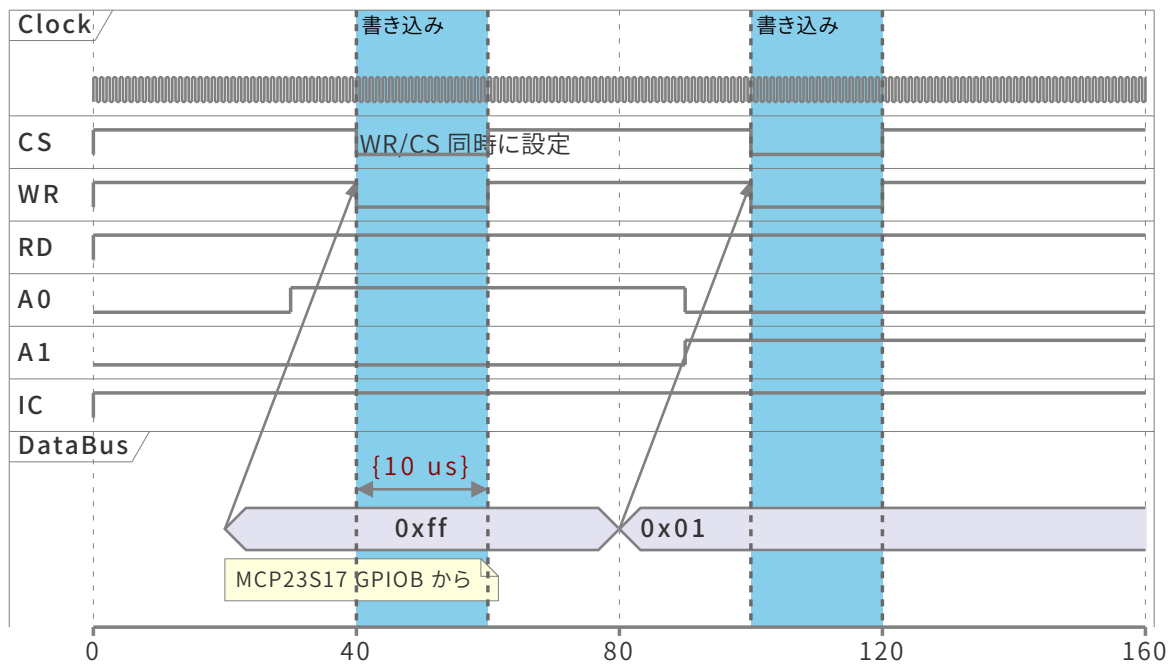 Clock
書き込み
書き込み
CS
WR/CS 同時に設定
WR
RD
A0
A1
IC
DataBus
{10 us}
0xff
0x01
MCP23S17 GPIOB から
0 40 80 120 160